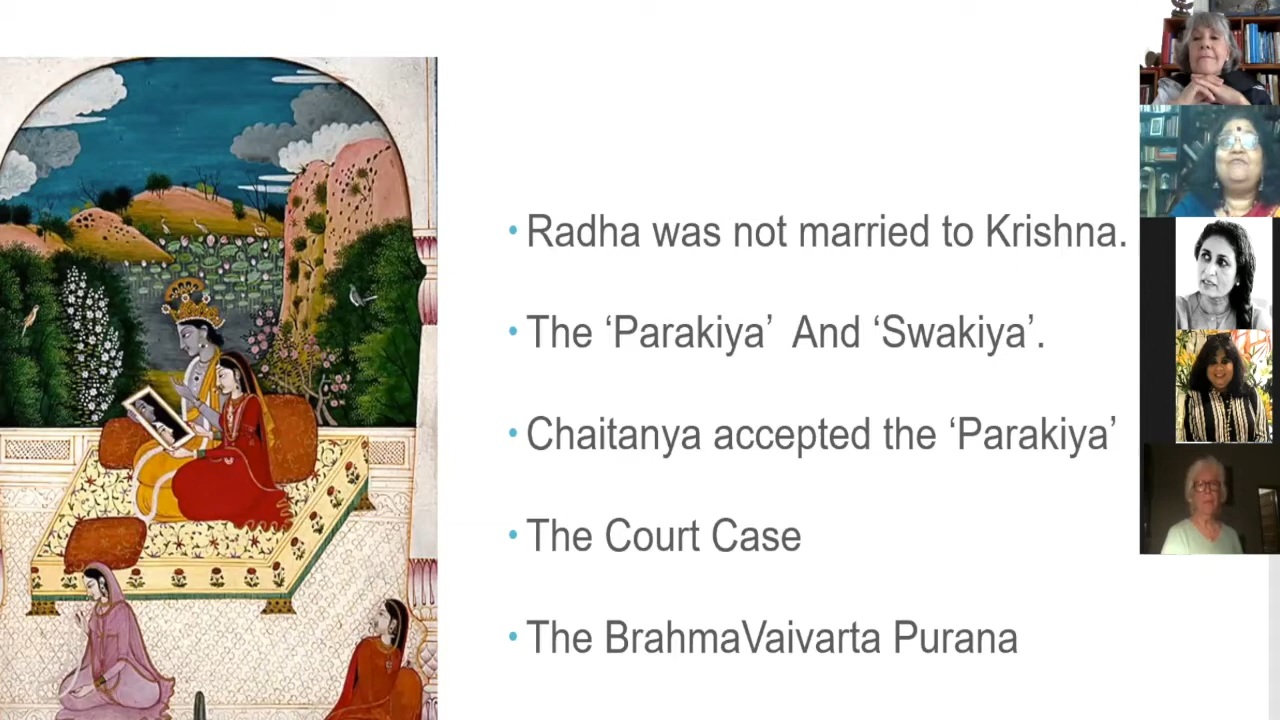 • Radha was not married to Krishna.
• The ‘Parakiya’ And ‘Swakiya’.
• Chaitanya accepted the ‘Parakiya’
• The Court Case
• The BrahmaVaivarta Purana